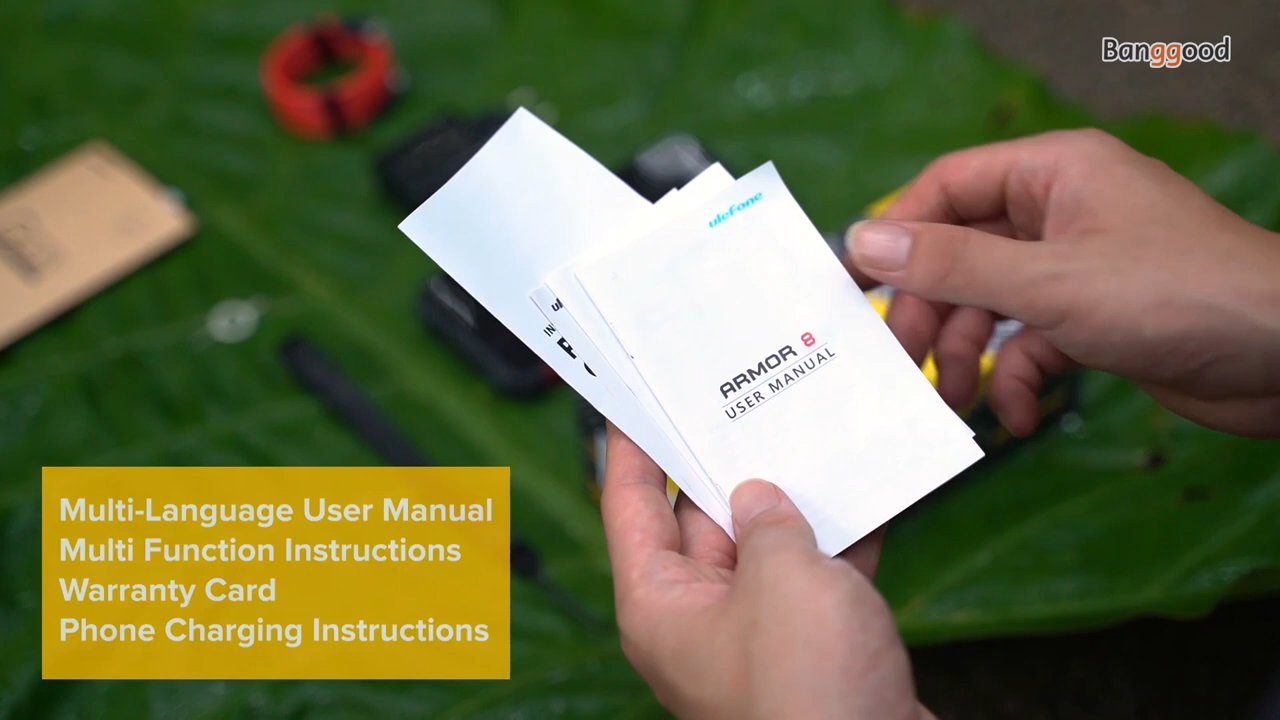 Banggood
uleFone
ARMOR 8
USER MANUAL
Multi-Language User Manual
Multi Function Instructions
Warranty Card
Phone Charging Instructions